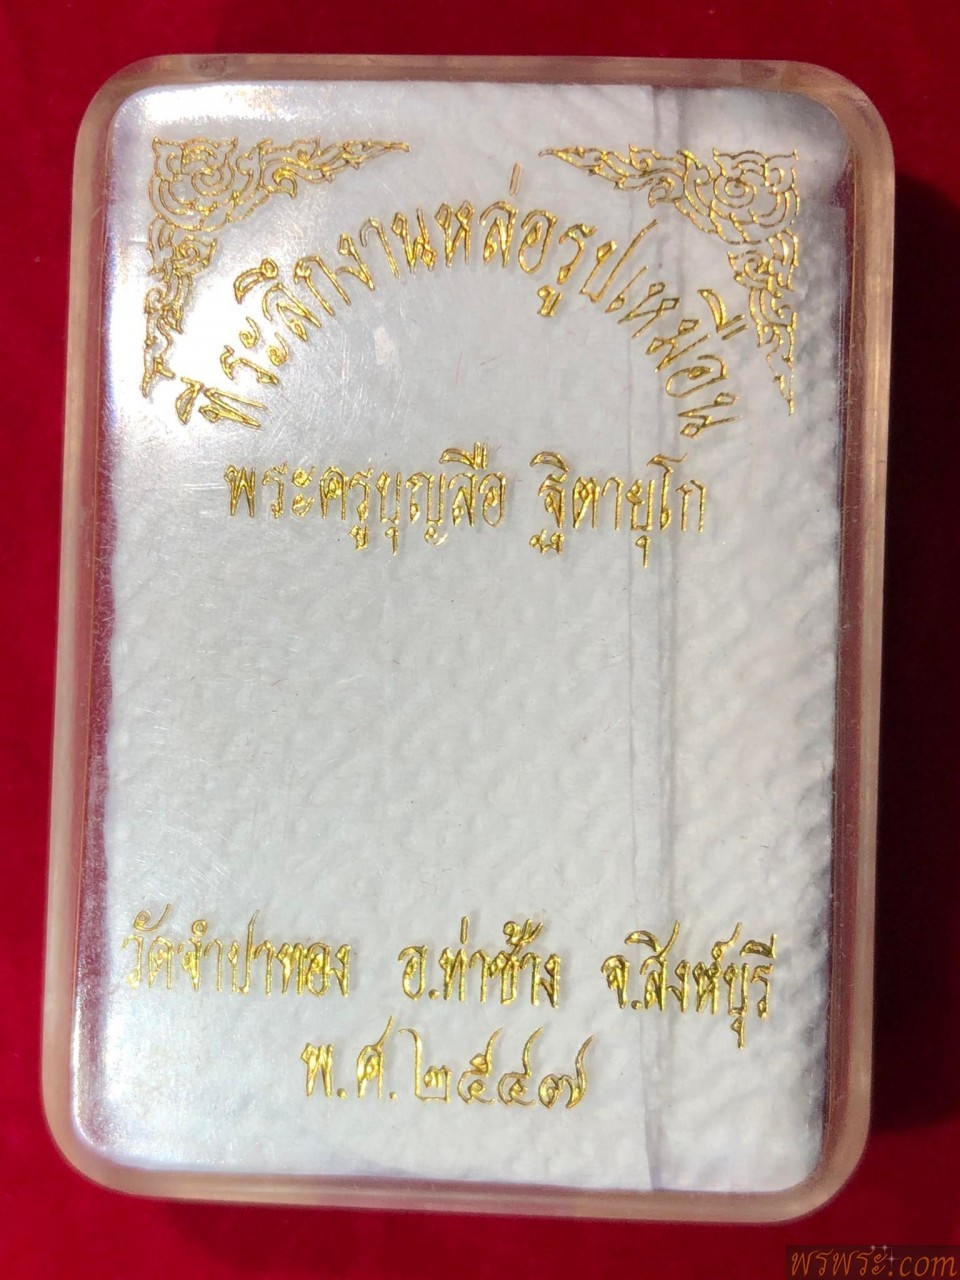 ที่ระลึกงานหล่อรูปเหมือน
พระครูบุญลือ ฐิตายุโก
วัดจำปาทอง อ.ท่าช้าง จ.สิงห์บุรี
พ.ศ.๒๕๔๗
พรพระ.com